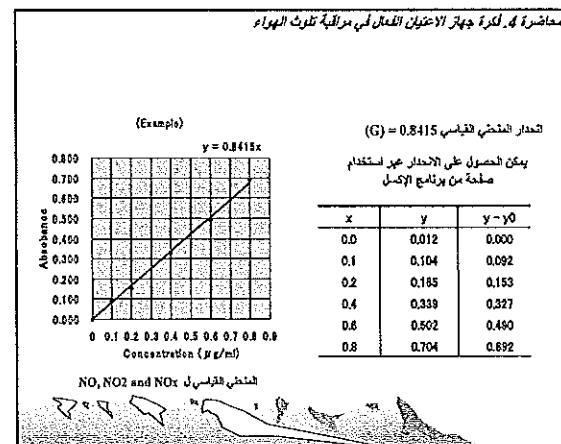 محاضرة 4. فكرة جهاز الاعتيان الفعال في مراقبة تلوث الهواء
(Example)
y = 0.8415x
0.800
0.700
0.600
0.500
0.400
0.300
0.200
0.100
0.000
Absobance
0 0.1 0.2 0.3 0.4 0.5 0.6 0.7 0.8 0.9
Concentration (μg/ml)
المنحني القياسي ل NO, NO2 and NOx
انحدار المنحني القياسي 0.8415 = (G)
يمكن الحصول على الانحدار عبر استخدام
صفحة من برنامج الإكسل
x y y - y0
0.0 0.012 0.000
0.1 0.104 0.092
0.2 0.165 0.153
0.4 0.339 0.327
0.6 0.502 0.490
0.8 0.704 0.692